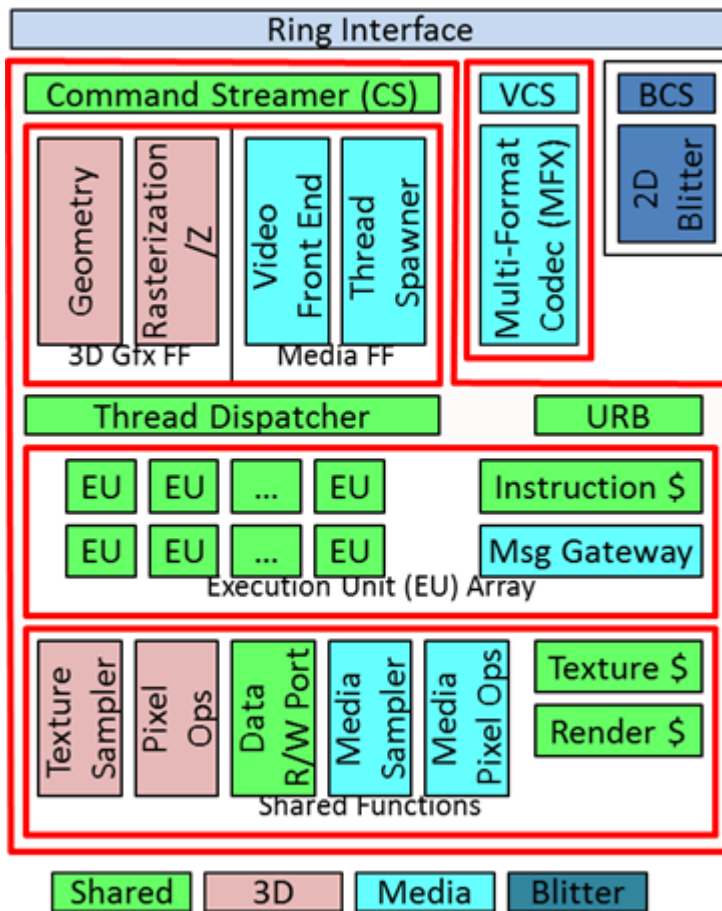 Ring Interface
Command Streamer (CS)
VCS
BCS
Geometry
Rasterization
/Z
Video
Front End
Thread
Spawner
Multi-Format
Codec (MFX)
2D
Blitter
3D Gfx FF
Media FF
Thread Dispatcher
URB
EU
EU
...
EU
Instruction $
EU
EU
...
EU
Msg Gateway
Execution Unit (EU) Array
Texture
Sampler
Pixel
Ops
Data
R/W Port
Media
Sampler
Media
Pixel Ops
Texture $
Render $
Shared Functions
Shared
3D
Media
Blitter